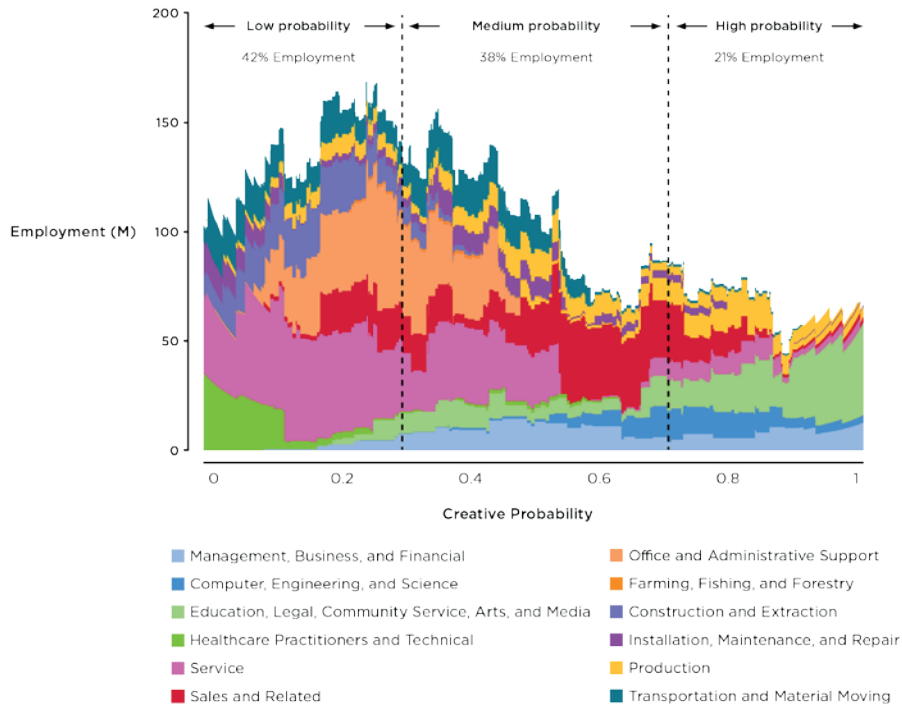 200
Low probability
Medium probability
High probability
42% Employment
38% Employment
21% Employment
150
Employment (M)
100
50
0
0
0.2
0.4
0.6
0.8
1
Creative Probability
Management, Business, and Financial
Computer, Engineering, and Science
Education, Legal, Community Service, Arts, and Media
Healthcare Practitioners and Technical
Service
Sales and Related
Office and Administrative Support
Farming, Fishing, and Forestry
Construction and Extraction
Installation, Maintenance, and Repair
Production
Transportation and Material Moving